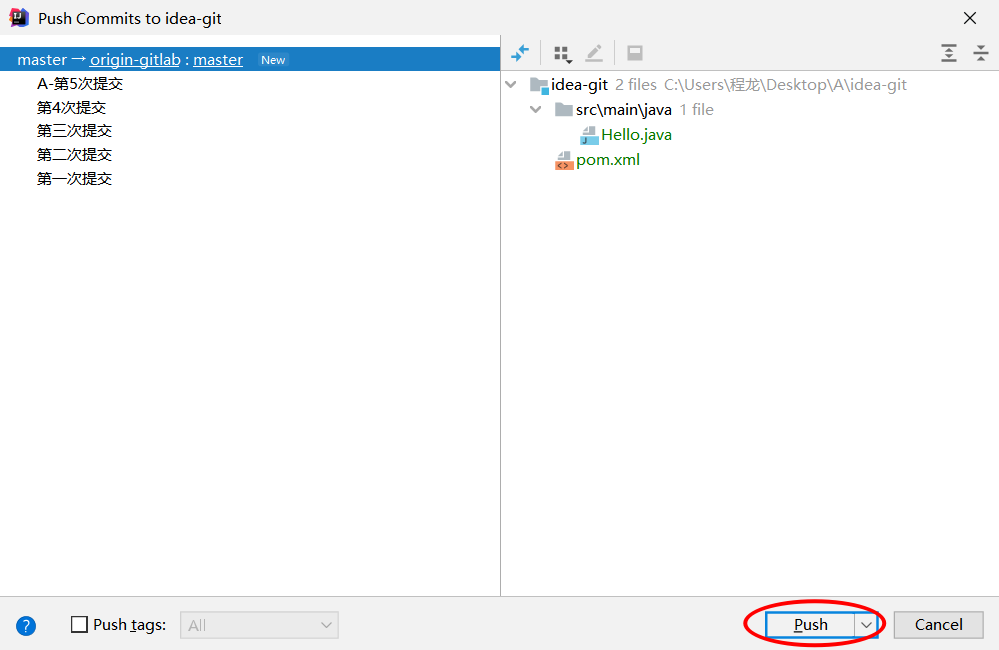 Push Commits to idea-git
master → origin-gitlab : master New
A-第5次提交
第4次提交
第三次提交
第二次提交
第一次提交
idea-git 2 files C:\Users\程龙\Desktop\A\idea-git
src\main\java 1 file
Hello.java
pom.xml
? Push tags: All Push Cancel